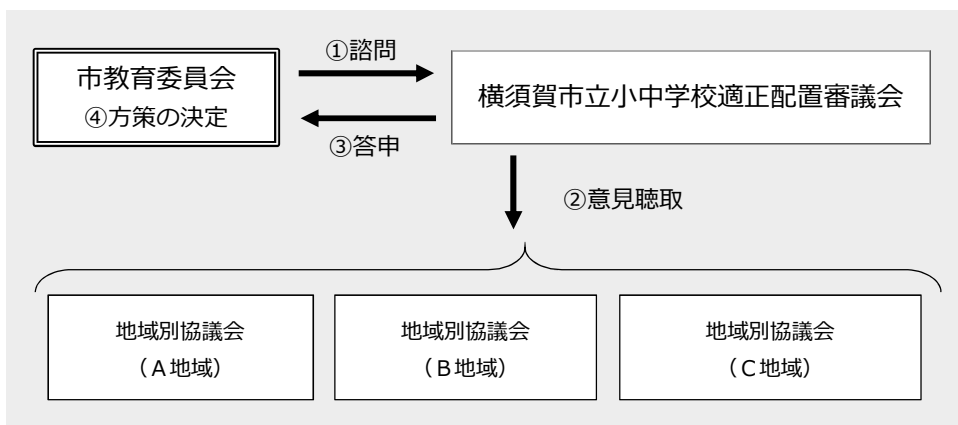 ①諮問
市教育委員会
④方策の決定
横須賀市立小中学校適正配置審議会
③答申
②意見聴取
地域別協議会
（Ａ地域）
地域別協議会
（Ｂ地域）
地域別協議会
（Ｃ地域）